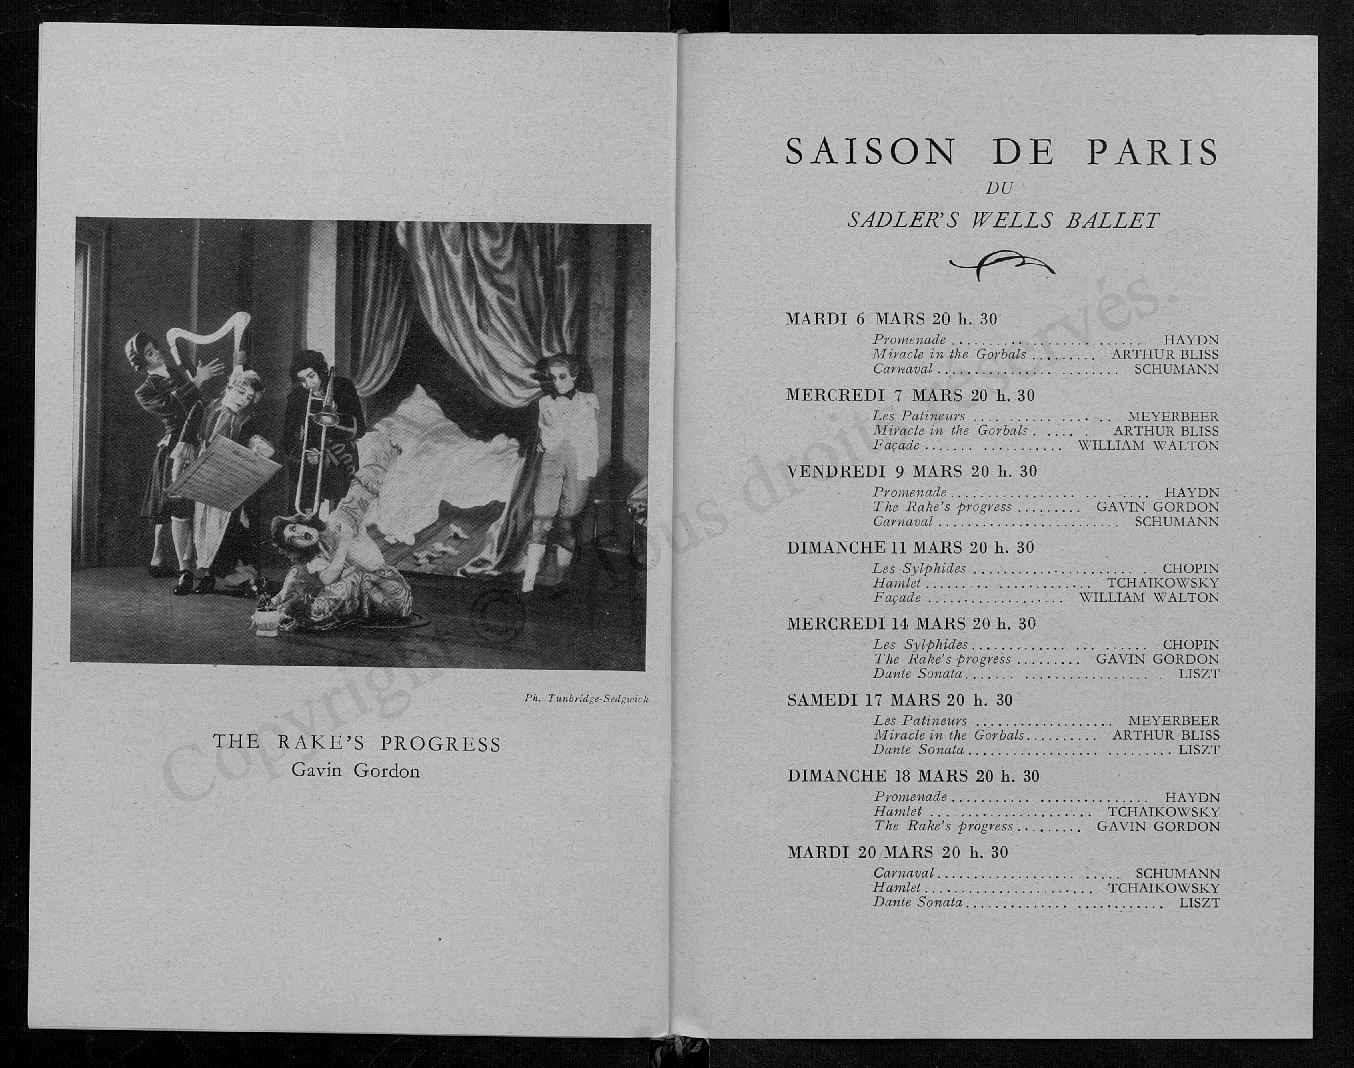 Ph. Tunbridge-Sedgwick
THE RAKE'S PROGRESS
Gavin Gordon
SAISON DE PARIS
DU
SADLER'S WELLS BALLET
MARDI 6 MARS 20 h. 30
Promenade ........................ HAYDN
Miracle in the Gorbals ......... ARTHUR BLISS
Carnaval ........................ SCHUMANN
MERCREDI 7 MARS 20 h. 30
Les Patineurs ................... MEYERBEER
Miracle in the Gorbals ......... ARTHUR BLISS
Façade ................... WILLIAM WALTON
VENDREDI 9 MARS 20 h. 30
Promenade ........................ HAYDN
The Rake's progress ......... GAVIN GORDON
Carnaval ........................ SCHUMANN
DIMANCHE 11 MARS 20 h. 30
Les Sylphides ........................ CHOPIN
Hamlet ...................... TCHAIKOWSKY
Façade ................... WILLIAM WALTON
MERCREDI 14 MARS 20 h. 30
Les Sylphides ........................ CHOPIN
The Rake's progress ......... GAVIN GORDON
Dante Sonata ........................ LISZT
SAMEDI 17 MARS 20 h. 30
Les Patineurs ................... MEYERBEER
Miracle in the Gorbals .......... ARTHUR BLISS
Dante Sonata ........................ LISZT
DIMANCHE 18 MARS 20 h. 30
Promenade ........................ HAYDN
Hamlet ...................... TCHAIKOWSKY
The Rake's progress ......... GAVIN GORDON
MARDI 20 MARS 20 h. 30
Carnaval ........................ SCHUMANN
Hamlet ...................... TCHAIKOWSKY
Dante Sonata ........................ LISZT
Copyright © - Tous droits réservés.